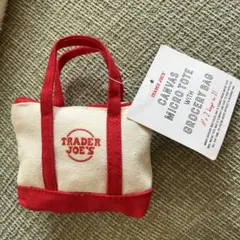 TRADER
JOE'S
TRADER JOE'S
CANVAS
MICRO TOTE
WITH
GROCERY BAG